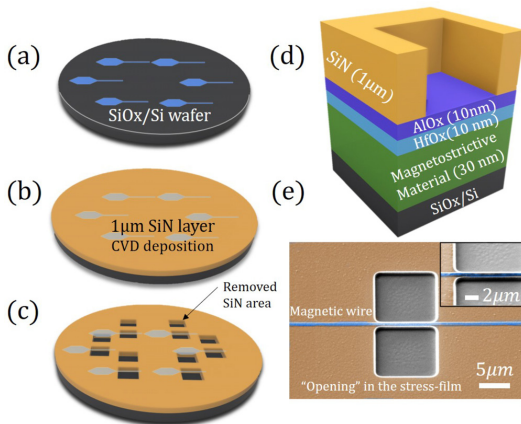 (a)
SiOx/Si wafer
(b)
1µm SiN layer
CVD deposition
Removed
SiN area
(c)
(d)
SiN (1µm)
AlOx (10nm)
HfOx(10 nm)
Magnetostrictive
Material (30 nm)
SiOx/Si
(e)
2µm
Magnetic wire
"Opening" in the stress-film
5µm